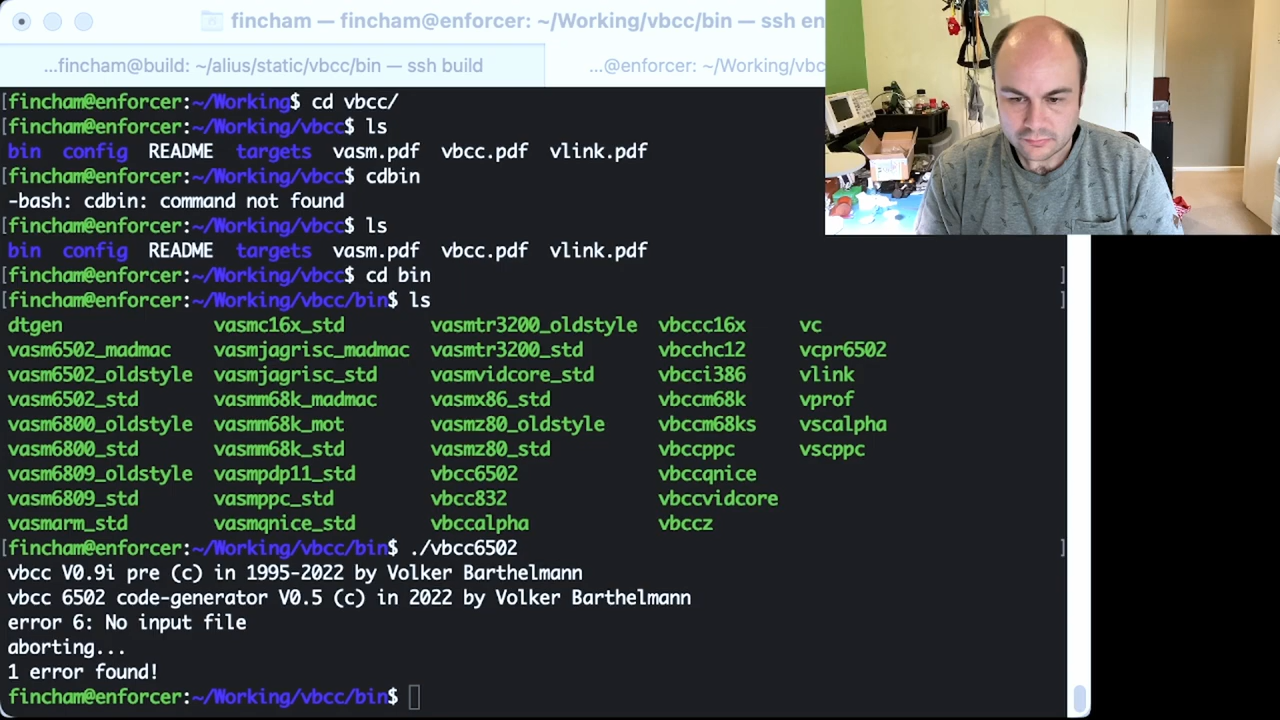 fincham — fincham@enforcer: ~/Working/vbcc/bin — ssh en
...fincham@build: ~/alius/static/vbcc/bin — ssh build
...@enforcer: ~/Working/vbc
[fincham@enforcer:~/Working$ cd vbcc/
[fincham@enforcer:~/Working/vbcc$ ls
bin config README targets vasm.pdf vbcc.pdf vlink.pdf
[fincham@enforcer:~/Working/vbcc$ cdbin
-bash: cdbin: command not found
[fincham@enforcer:~/Working/vbcc$ ls
bin config README targets vasm.pdf vbcc.pdf vlink.pdf
[fincham@enforcer:~/Working/vbcc$ cd bin ]
[fincham@enforcer:~/Working/vbcc/bin$ ls ]
dtgen vasmc16x_std vasmtr3200_oldstyle vbccc16x vc
vasm6502_madmac vasmjagrisc_madmac vasmtr3200_std vbcchc12 vcpr6502
vasm6502_oldstyle vasmjagrisc_std vasmvidcore_std vbcci386 vlink
vasm6502_std vasmm68k_madmac vasmx86_std vbccm68k vprof
vasm6800_oldstyle vasmm68k_mot vasmz80_oldstyle vbccm68ks vscalpha
vasm6800_std vasmm68k_std vasmz80_std vbccppc vscppc
vasm6809_oldstyle vasmpdp11_std vbcc6502 vbccqnice
vasm6809_std vasmppc_std vbcc832 vbccvidcore
vasmarm_std vasmqnice_std vbccalpha vbccz
[fincham@enforcer:~/Working/vbcc/bin$ ./vbcc6502 ]
vbcc V0.9i pre (c) in 1995-2022 by Volker Barthelmann
vbcc 6502 code-generator V0.5 (c) in 2022 by Volker Barthelmann
error 6: No input file
aborting...
1 error found!
fincham@enforcer:~/Working/vbcc/bin$